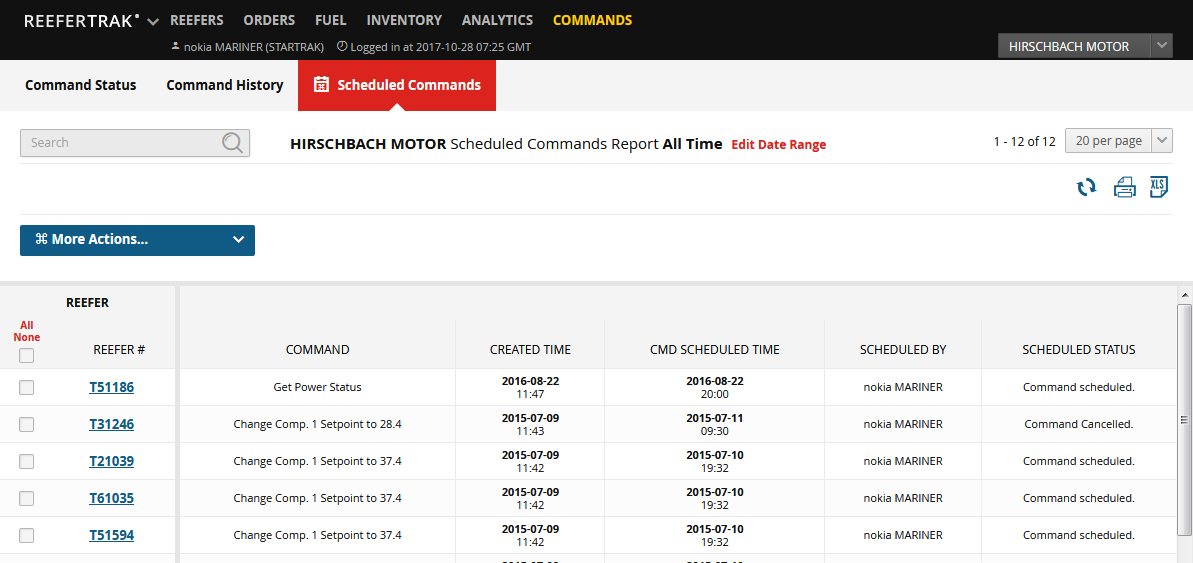 REEFERTRAK REEFERS ORDERS FUEL INVENTORY ANALYTICS COMMANDS
nokia MARINER (STARTRAK) Logged in at 2017-10-28 07:25 GMT
HIRSCHBACH MOTOR
Command Status Command History Scheduled Commands
Search
HIRSCHBACH MOTOR Scheduled Commands Report All Time Edit Date Range
1 - 12 of 12 20 per page
XLS
⌘ More Actions...
REEFER
All
None
REEFER # COMMAND CREATED TIME CMD SCHEDULED TIME SCHEDULED BY SCHEDULED STATUS
T51186 Get Power Status 2016-08-22 11:47 2016-08-22 20:00 nokia MARINER Command scheduled.
T31246 Change Comp. 1 Setpoint to 28.4 2015-07-09 11:43 2015-07-11 09:30 nokia MARINER Command Cancelled.
T21039 Change Comp. 1 Setpoint to 37.4 2015-07-09 11:42 2015-07-10 19:32 nokia MARINER Command scheduled.
T61035 Change Comp. 1 Setpoint to 37.4 2015-07-09 11:42 2015-07-10 19:32 nokia MARINER Command scheduled.
T51594 Change Comp. 1 Setpoint to 37.4 2015-07-09 11:42 2015-07-10 19:32 nokia MARINER Command scheduled.